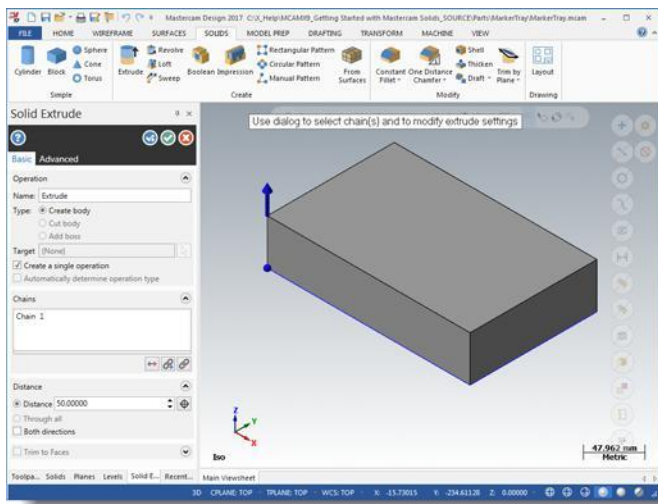 Mastercam Design 2017 C:\X_Help\MCAMX9_Getting Started with Mastercam Solids_SOURCE\Parts\MarkerTray\MarkerTray.mcam
FILE HOME WIREFRAME SURFACES SOLIDS MODEL PREP DRAFTING TRANSFORM MACHINE VIEW
Cylinder Block Sphere Cone Torus
Simple
Extrude Revolve Loft Sweep Boolean Impression Rectangular Pattern Circular Pattern Manual Pattern From Surfaces
Create
Constant Fillet One Distance Chamfer Shell Thicken Draft Trim by Plane
Modify
Layout
Drawing
Solid Extrude
Use dialog to select chain(s) and to modify extrude settings
Basic Advanced
Operation
Name: Extrude
Type: Create body
Cut body
Add boss
Target (None)
Create a single operation
Automatically determine operation type
Chains
Chain 1
Distance
Distance 50.00000
Through all
Both directions
Trim to Faces
Z
Y
X
Iso
47.962 mm
Metric
Toolpa... Solids Planes Levels Solid E... Recent... Main Viewsheet
3D CPLANE: TOP TPLANE: TOP WCS: TOP X: -15.73015 Y: -234.61128 Z: 0.00000